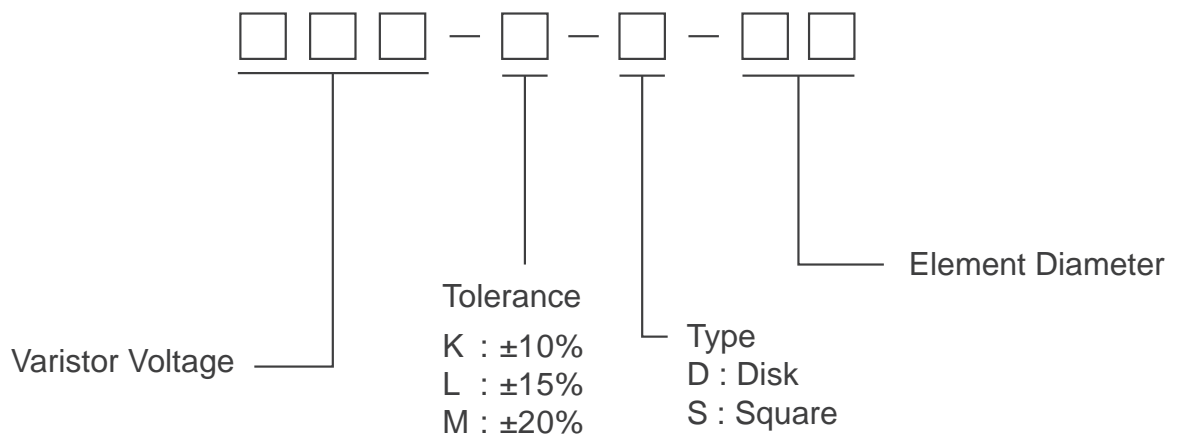 Element Diameter
Tolerance
K : ±10%
L : ±15%
M : ±20%
Type
D : Disk
S : Square
Varistor Voltage